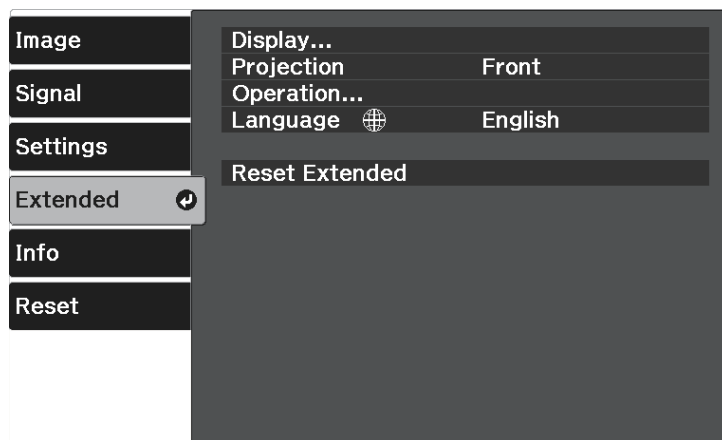 Image
Signal
Settings
Extended
Info
Reset
Display...
Projection Front
Operation...
Language English
Reset Extended